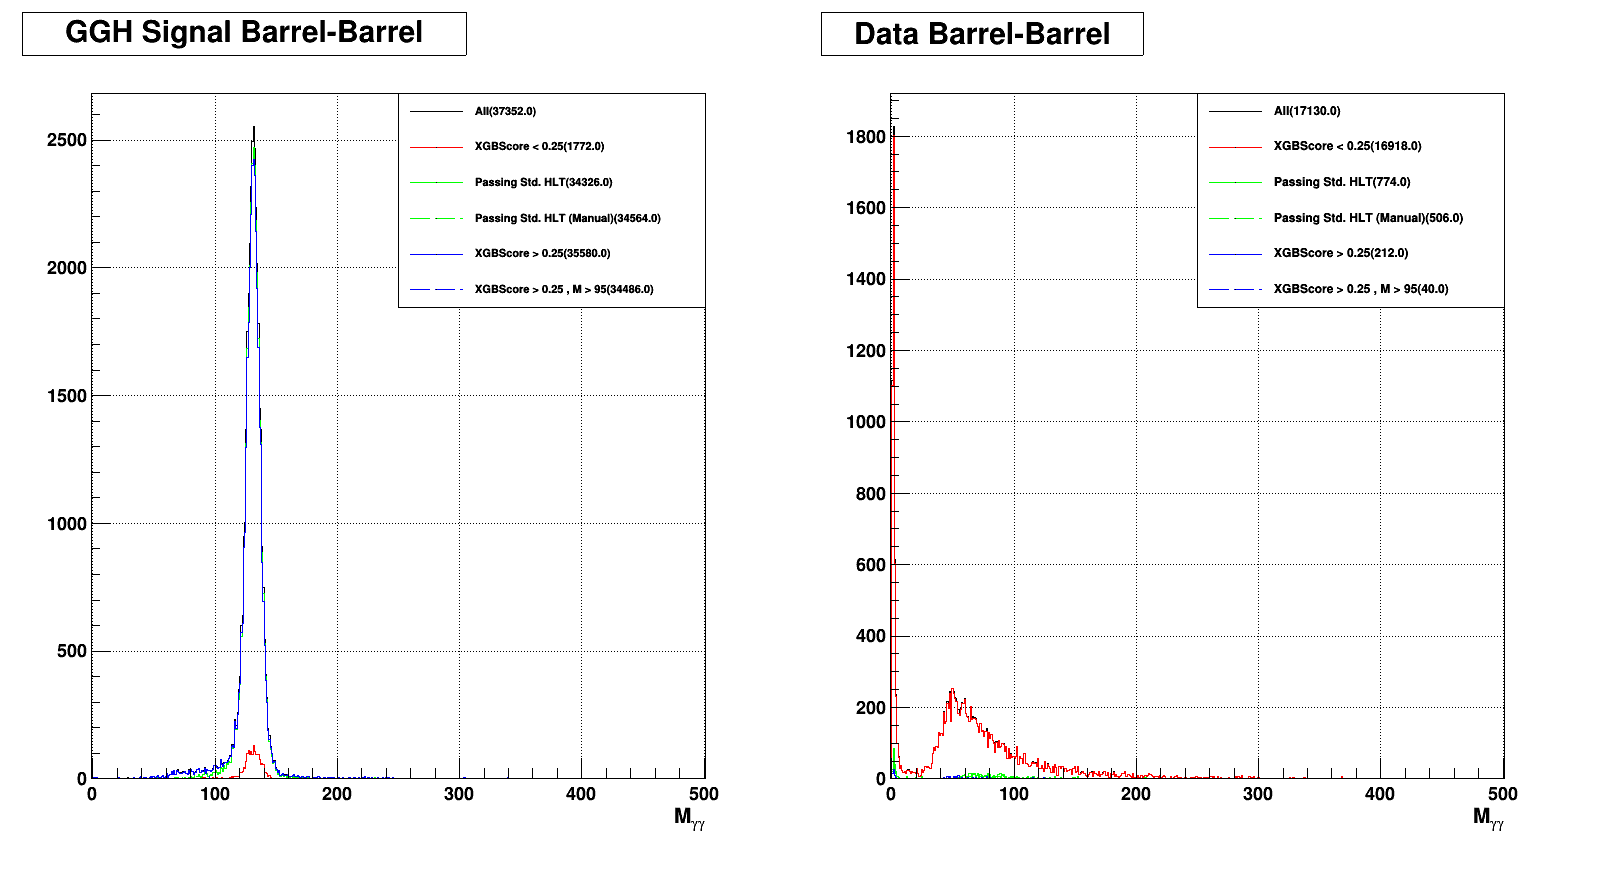 GGH Signal Barrel-Barrel
All(37352.0)
XGBScore < 0.25(1772.0)
Passing Std. HLT(34326.0)
Passing Std. HLT (Manual)(34564.0)
XGBScore > 0.25(35580.0)
XGBScore > 0.25 , M > 95(34486.0)
2500
2000
1500
1000
500
0
0 100 200 300 400 500
Mγγ
Data Barrel-Barrel
All(17130.0)
XGBScore < 0.25(16918.0)
Passing Std. HLT(774.0)
Passing Std. HLT (Manual)(506.0)
XGBScore > 0.25(212.0)
XGBScore > 0.25 , M > 95(40.0)
1800
1600
1400
1200
1000
800
600
400
200
0
0 100 200 300 400 500
Mγγ